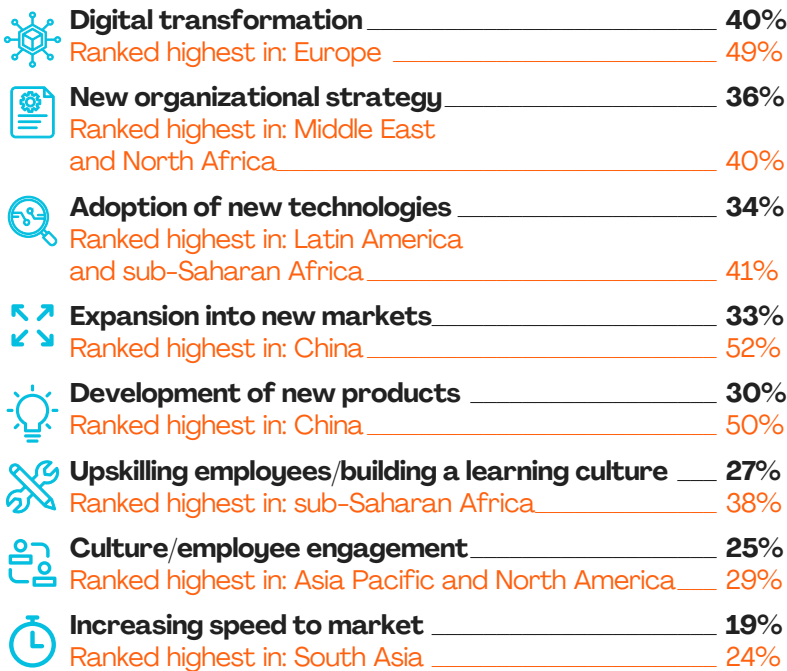 Digital transformation 40%
Ranked highest in: Europe 49%
New organizational strategy 36%
Ranked highest in: Middle East
and North Africa 40%
Adoption of new technologies 34%
Ranked highest in: Latin America
and sub-Saharan Africa 41%
Expansion into new markets 33%
Ranked highest in: China 52%
Development of new products 30%
Ranked highest in: China 50%
Upskilling employees/building a learning culture 27%
Ranked highest in: sub-Saharan Africa 38%
Culture/employee engagement 25%
Ranked highest in: Asia Pacific and North America 29%
Increasing speed to market 19%
Ranked highest in: South Asia 24%